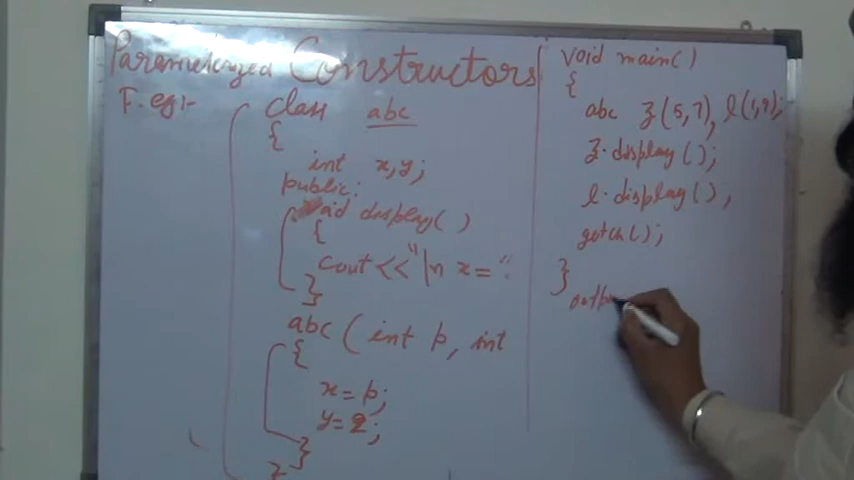 Parameterized Constructors
F. eg:-
class abc
{
int x,y;
public:
void display( )
{
cout<<"\n x=":
}
abc ( int p, int
{
x=p;
y=2;
}
}
void main()
{
abc z(5,7), l(1,9);
z.display();
l.display();
getch();
}